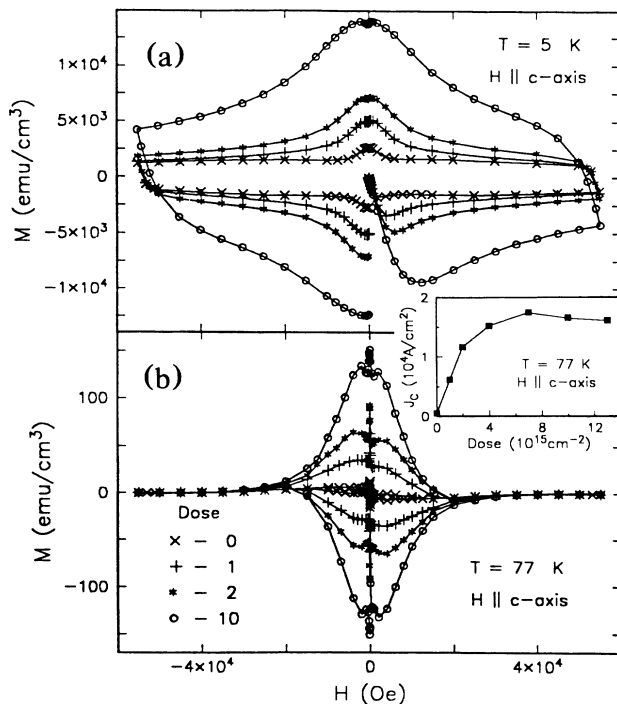 (a)
T = 5 K
H || c-axis
M (emu/cm³)
1×10⁴
5×10³
0
−5×10³
−1×10⁴
J_C (10⁴A/cm²)
2
1
0
T = 77 K
H || c-axis
0 4 8 12
Dose (10¹⁵cm⁻²)
(b)
M (emu/cm³)
100
0
−100
Dose
× − 0
+ − 1
* − 2
o − 10
T = 77 K
H || c-axis
−4×10⁴ 0 4×10⁴
H (Oe)